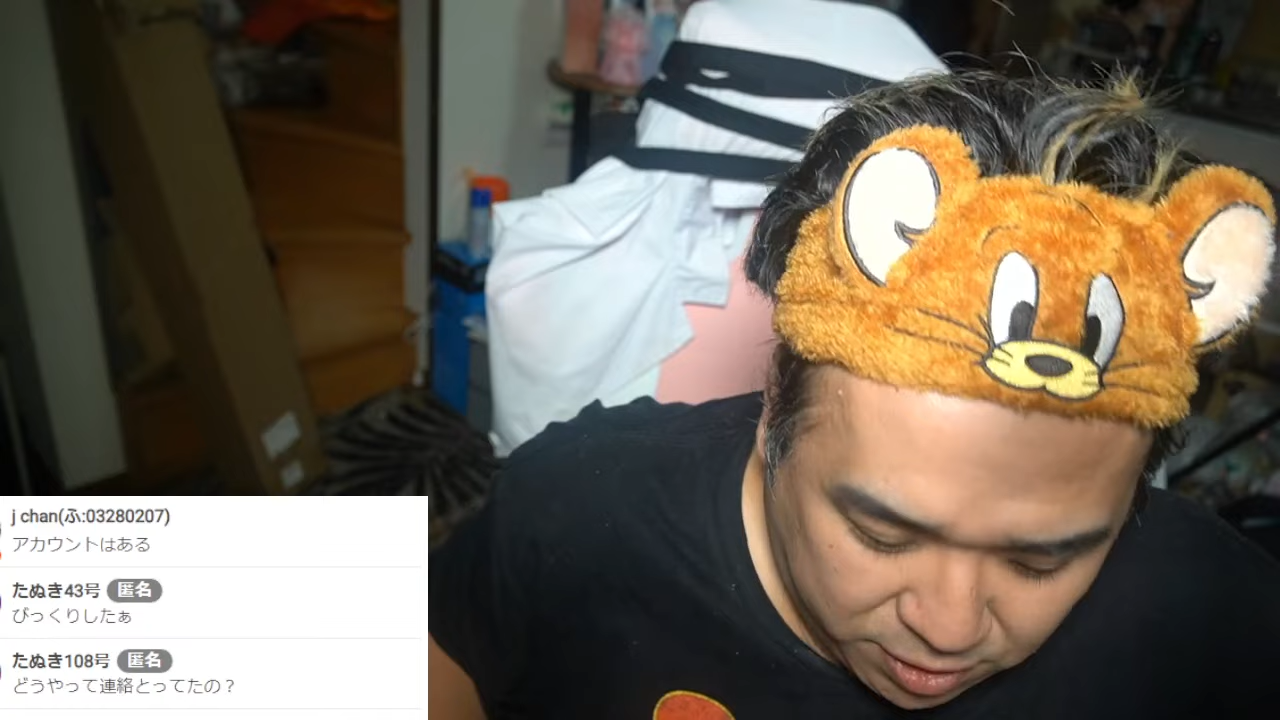 j chan(ふ:03280207)
アカウントはある
たぬき43号 匿名
びっくりしたぁ
たぬき108号 匿名
どうやって連絡とってたの？